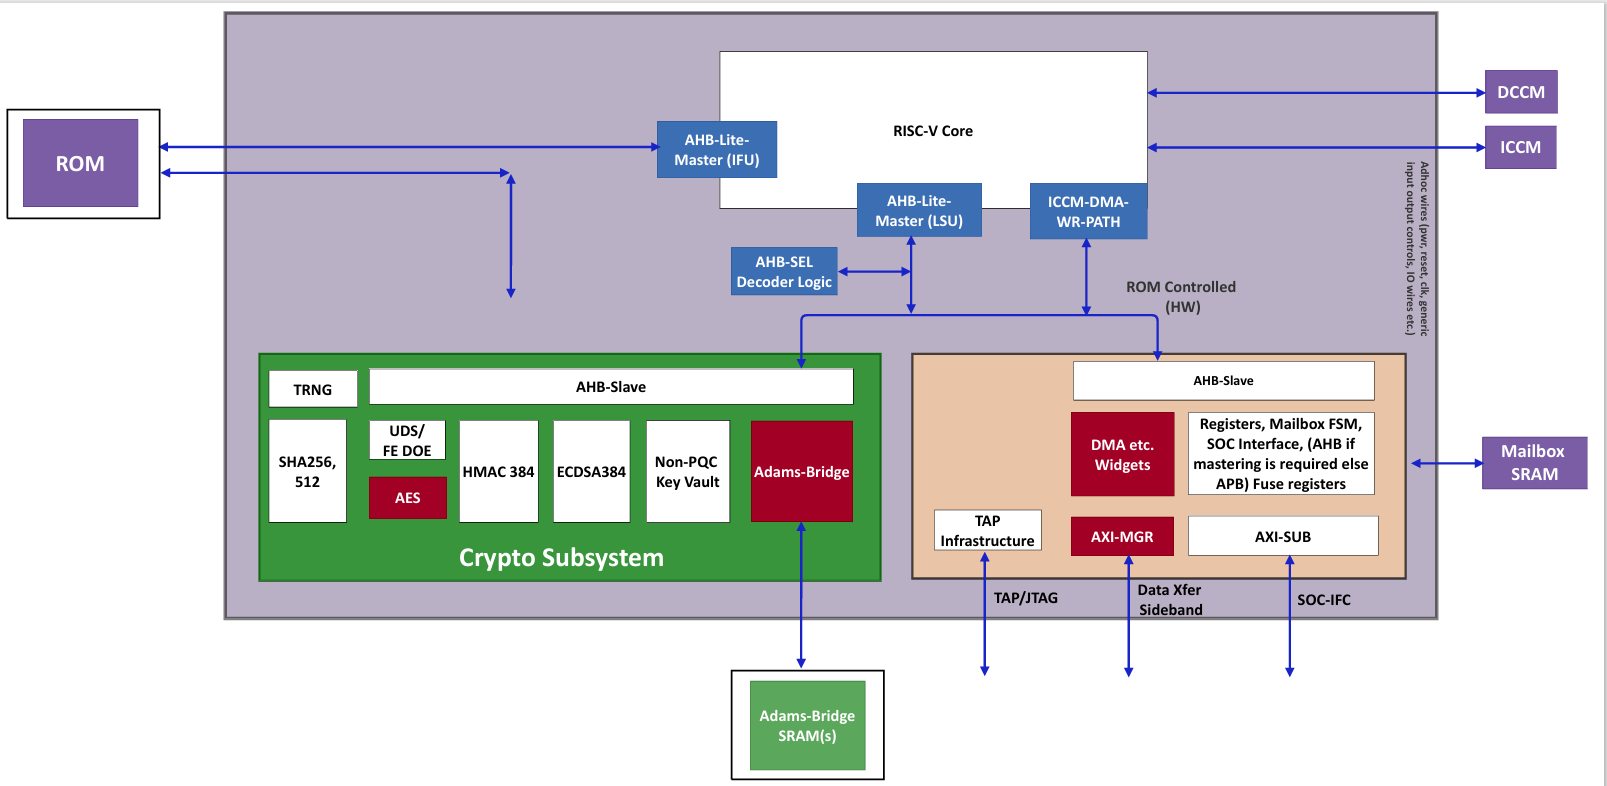 RISC-V Core
DCCM
ICCM
ROM
AHB-Lite-
Master (IFU)
AHB-Lite-
Master (LSU)
ICCM-DMA-
WR-PATH
AHB-SEL
Decoder Logic
ROM Controlled
(HW)
Adhoc wires (pwr, reset, clk, generic
input output controls, IO wires etc.)
TRNG
AHB-Slave
SHA256,
512
UDS/
FE DOE
AES
HMAC 384
ECDSA384
Non-PQC
Key Vault
Adams-Bridge
Crypto Subsystem
AHB-Slave
DMA etc.
Widgets
Registers, Mailbox FSM,
SOC Interface, (AHB if
mastering is required else
APB) Fuse registers
TAP
Infrastructure
AXI-MGR
AXI-SUB
Mailbox
SRAM
TAP/JTAG
Data Xfer
Sideband
SOC-IFC
Adams-Bridge
SRAM(s)